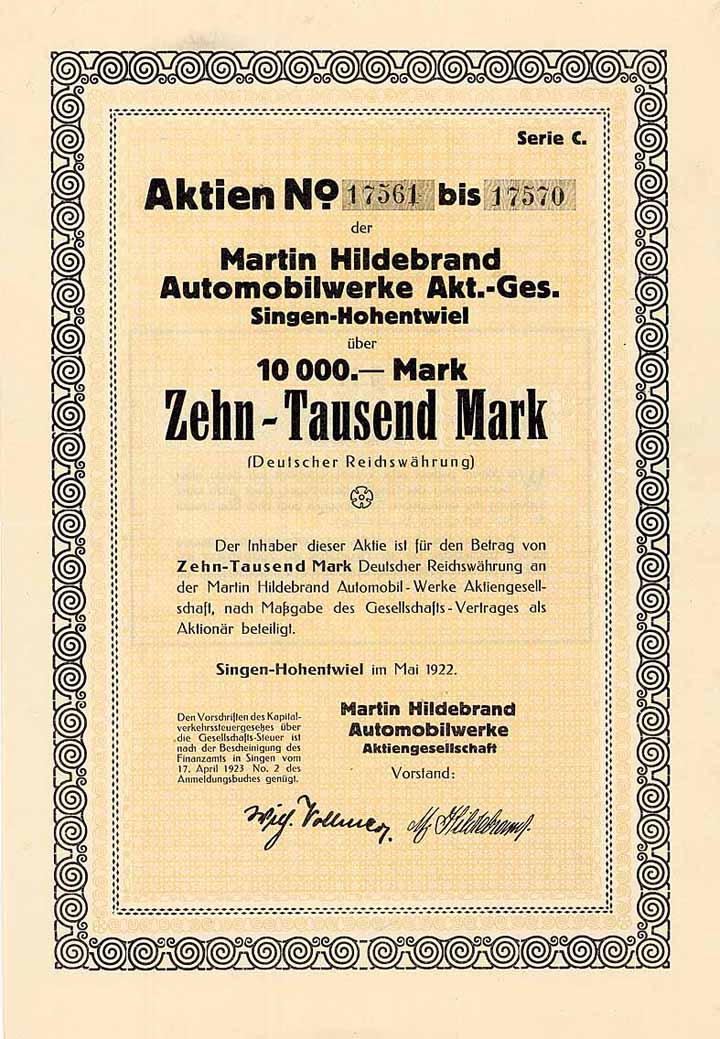 Serie C.
Aktien No 17561 bis 17570
der
Martin Hildebrand
Automobilwerke Akt.-Ges.
Singen-Hohentwiel
über
10 000.— Mark
Zehn-Tausend Mark
(Deutscher Reichswährung)
Der Inhaber dieser Aktie ist für den Betrag von
Zehn-Tausend Mark Deutscher Reichswährung an
der Martin Hildebrand Automobil-Werke Aktiengesell-
schaft, nach Maßgabe des Gesellschafts-Vertrages als
Aktionär beteiligt.
Singen-Hohentwiel im Mai 1922.
Den Vorschriften des Kapital-
verkehrssteuergesetzes über
die Gesellschafts-Steuer ist
nach der Bescheinigung des
Finanzamts in Singen vom
17. April 1923 No. 2 des
Anmeldungsbuches genügt.
Martin Hildebrand
Automobilwerke
Aktiengesellschaft
Vorstand:
Vollmer M. Hildebrand